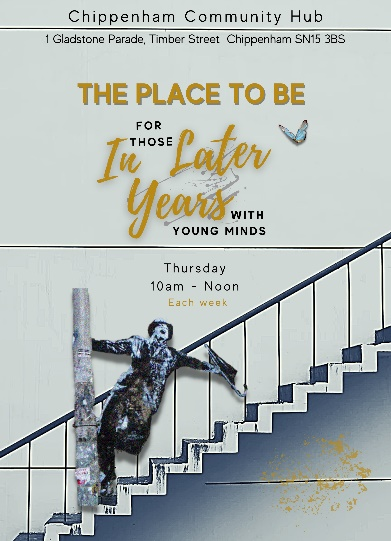 Chippenham Community Hub
1 Gladstone Parade, Timber Street Chippenham SN15 3BS
THE PLACE TO BE
FOR
THOSE
In Later
Years
WITH
YOUNG MINDS
Thursday
10am - Noon
Each week